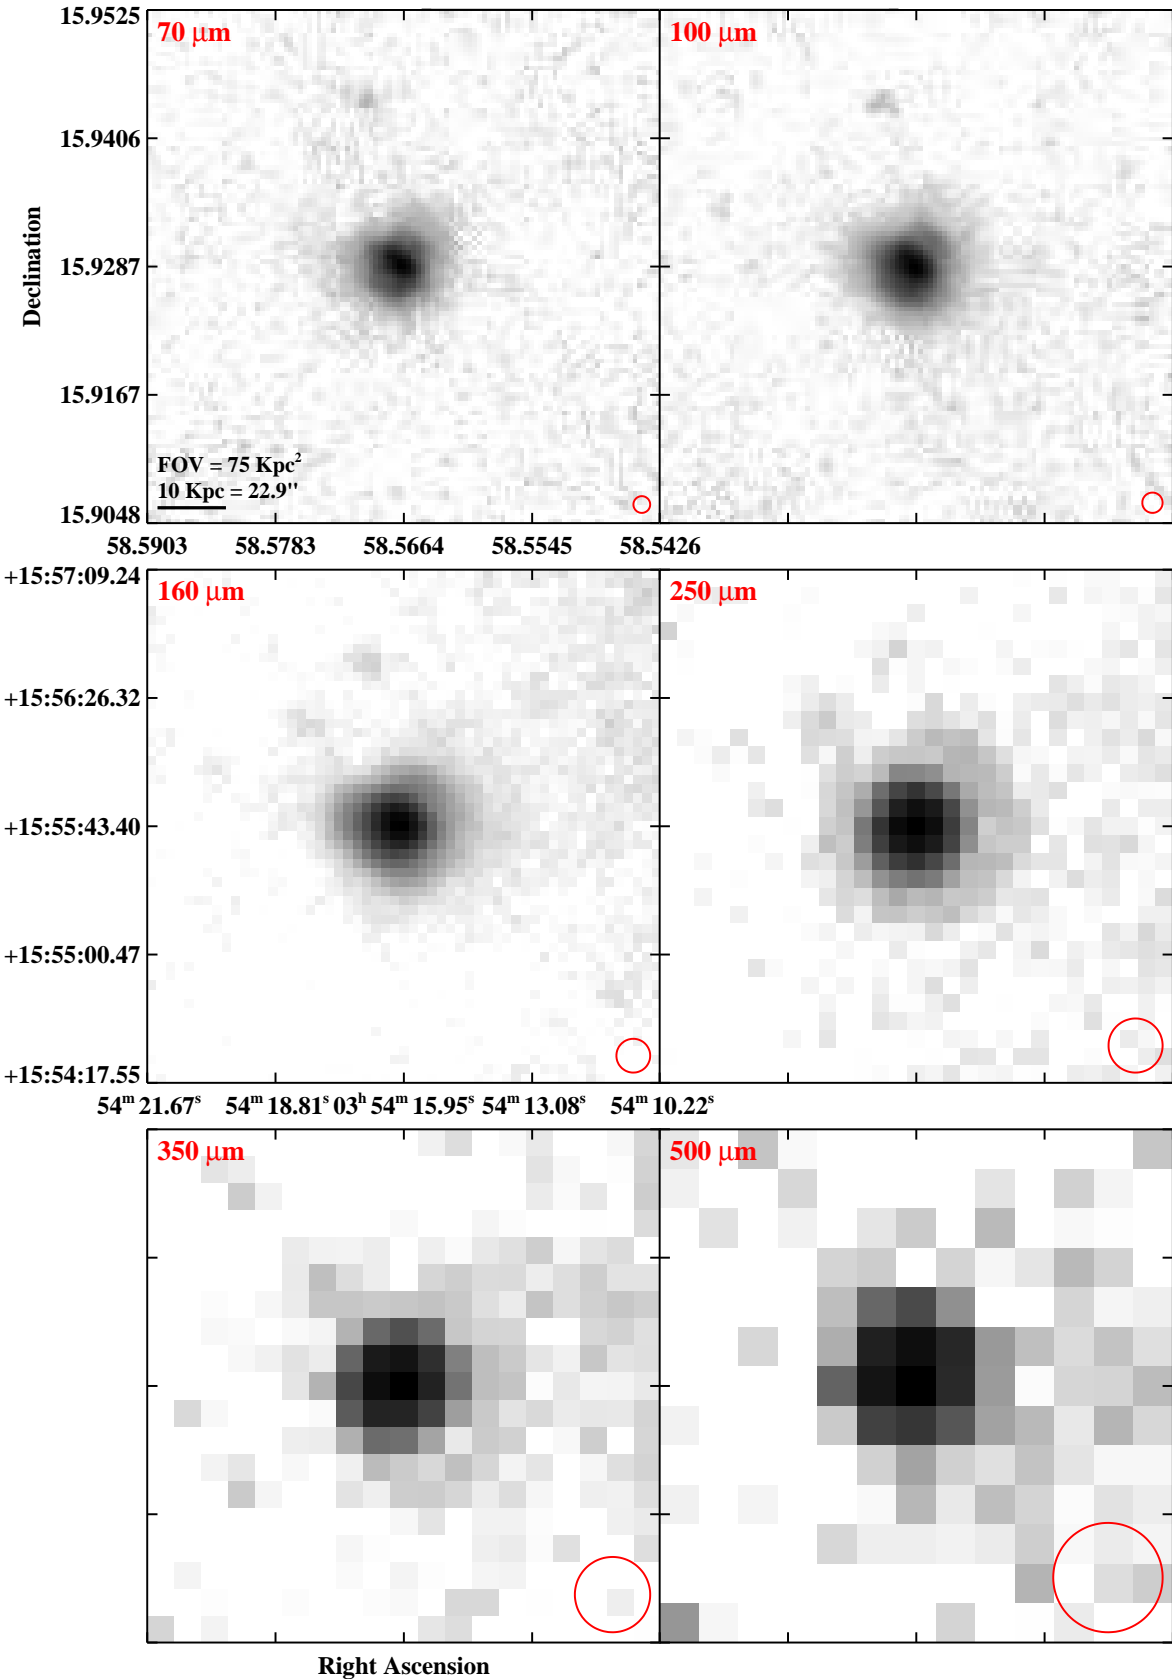 70 μm
100 μm
15.9525
15.9406
15.9287
15.9167
15.9048
Declination
FOV = 75 Kpc²
10 Kpc = 22.9"
58.5903 58.5783 58.5664 58.5545 58.5426
160 μm
250 μm
+15:57:09.24
+15:56:26.32
+15:55:43.40
+15:55:00.47
+15:54:17.55
54ᵐ 21.67ˢ 54ᵐ 18.81ˢ 03ʰ 54ᵐ 15.95ˢ 54ᵐ 13.08ˢ 54ᵐ 10.22ˢ
350 μm
500 μm
Right Ascension